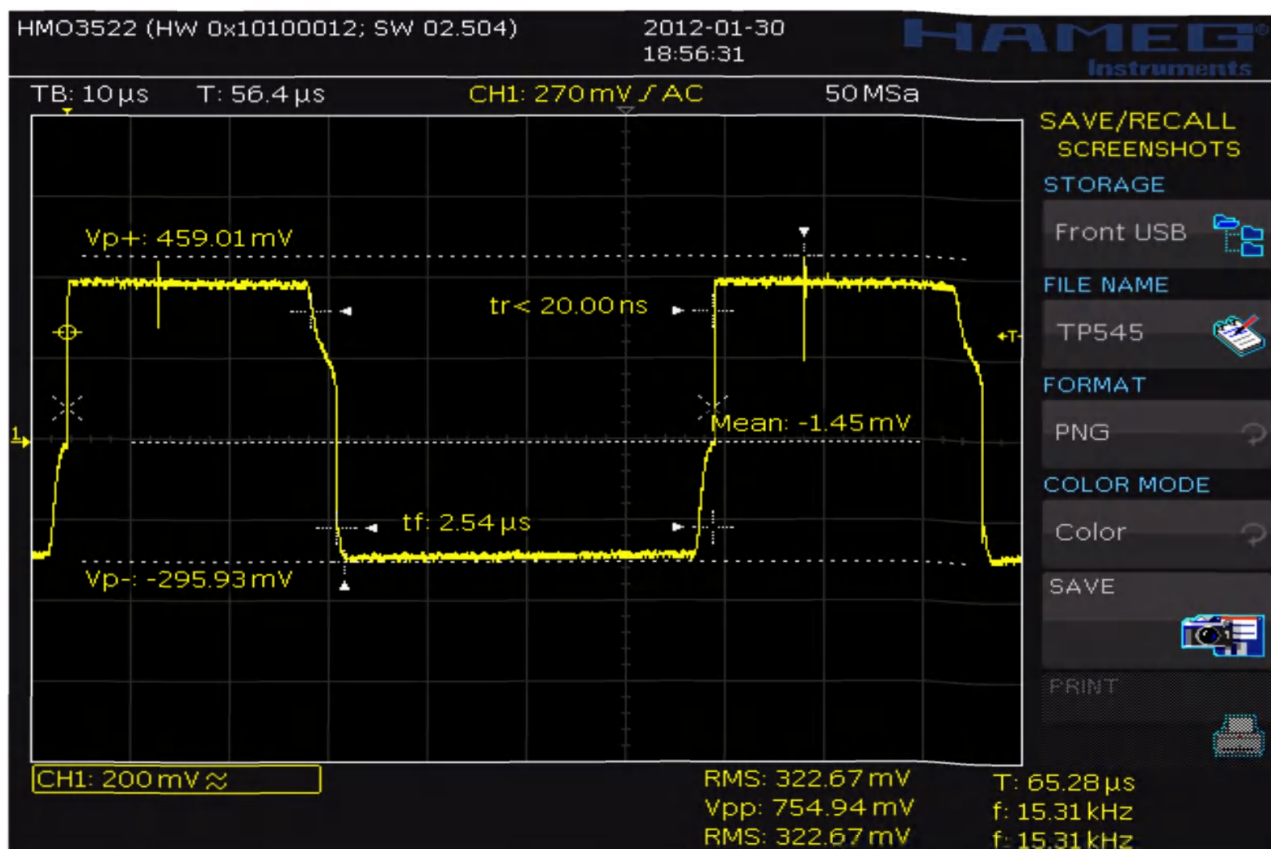 HMO3522 (HW 0x10100012; SW 02.504)
2012-01-30
18:56:31
HAMEG®
Instruments
TB: 10 µs T: 56.4 µs CH1: 270 mV ⌠ AC 50 MSa
SAVE/RECALL
SCREENSHOTS
STORAGE
Front USB
FILE NAME
TP545
FORMAT
PNG
COLOR MODE
Color
SAVE
PRINT
Vp+: 459.01 mV
tr< 20.00 ns
T
1
Mean: -1.45 mV
tf: 2.54 µs
Vp-: -295.93 mV
CH1: 200 mV ≈
RMS: 322.67 mV T: 65.28 µs
Vpp: 754.94 mV f: 15.31 kHz
RMS: 322.67 mV f: 15.31 kHz